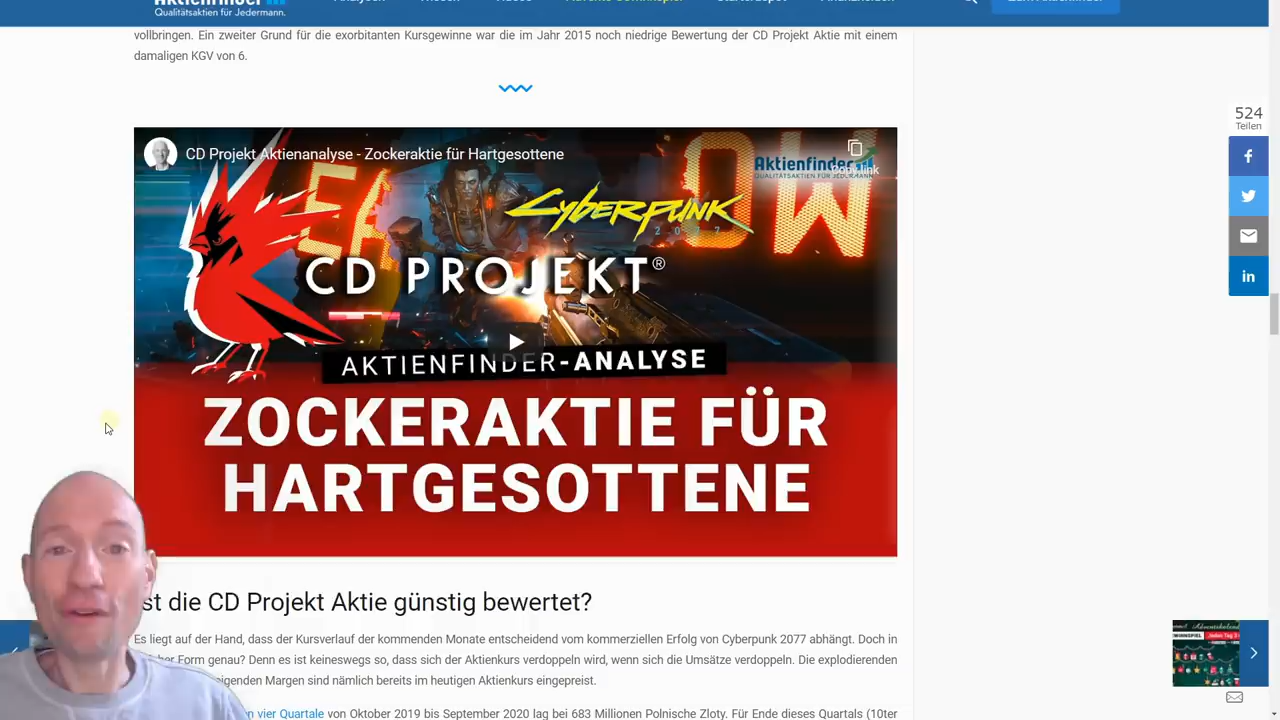 Aktienfinder
Qualitätsaktien für Jedermann.
vollbringen. Ein zweiter Grund für die exorbitanten Kursgewinne war die im Jahr 2015 noch niedrige Bewertung der CD Projekt Aktie mit einem
damaligen KGV von 6.
524
Teilen
CD Projekt Aktienanalyse - Zockeraktie für Hartgesottene
Aktienfinder
QUALITÄTSAKTIEN FÜR JEDERMANN
CYBERPUNK
2077
CD PROJEKT®
AKTIENFINDER-ANALYSE
ZOCKERAKTIE FÜR
HARTGESOTTENE
st die CD Projekt Aktie günstig bewertet?
Es liegt auf der Hand, dass der Kursverlauf der kommenden Monate entscheidend vom kommerziellen Erfolg von Cyberpunk 2077 abhängt. Doch in
her Form genau? Denn es ist keineswegs so, dass sich der Aktienkurs verdoppeln wird, wenn sich die Umsätze verdoppeln. Die explodierenden
eigenden Margen sind nämlich bereits im heutigen Aktienkurs eingepreist.
n vier Quartale von Oktober 2019 bis September 2020 lag bei 683 Millionen Polnische Zloty. Für Ende dieses Quartals (10ter